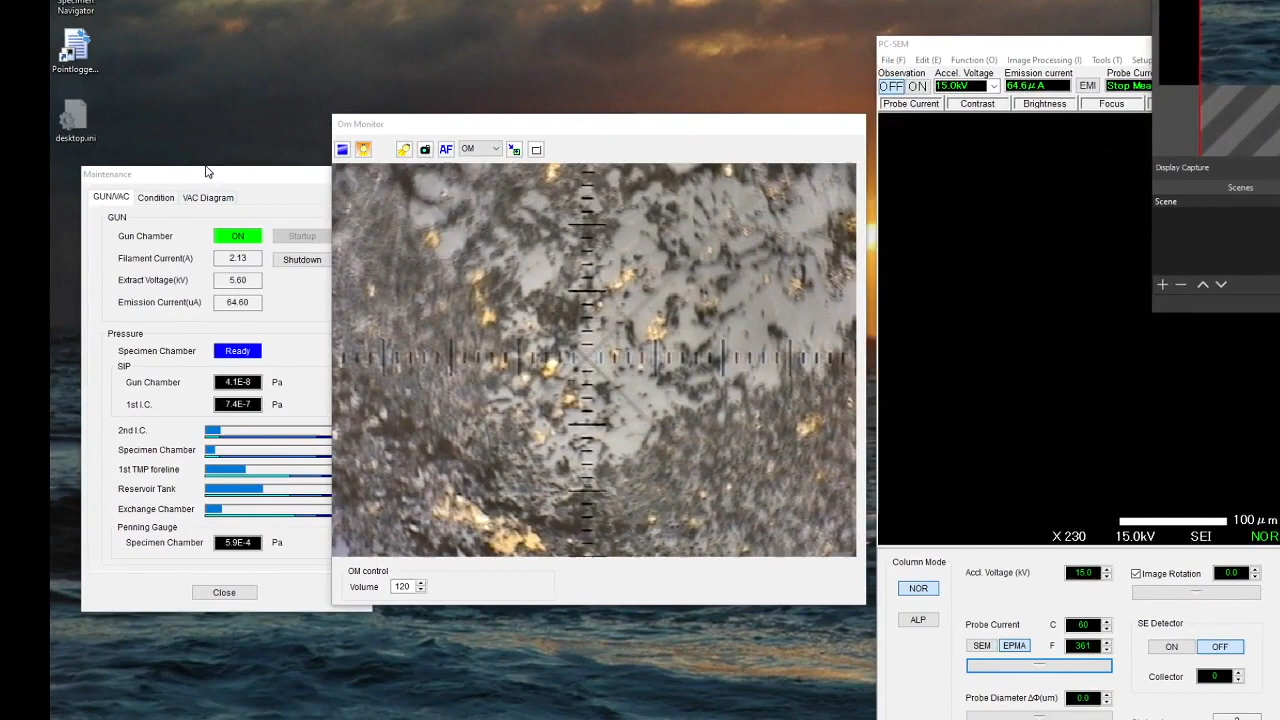 Specimen
Navigator
Pointlogge...
desktop.ini
Maintenance
GUN/VAC Condition VAC Diagram
GUN
Gun Chamber ON Startup
Filament Current(A) 2.13 Shutdown
Extract Voltage(kV) 5.60
Emission Current(uA) 64.60
Pressure
Specimen Chamber Ready
SIP
Gun Chamber 4.1E-8 Pa
1st I.C. 7.4E-7 Pa
2nd I.C.
Specimen Chamber
1st TMP foreline
Reservoir Tank
Exchange Chamber
Penning Gauge
Specimen Chamber 5.9E-4 Pa
Close
Om Monitor
AF OM
OM control
Volume 120
PC-SEM
File (F) Edit (E) Function (O) Image Processing (I) Tools (T) Setu
Observation Accel. Voltage Emission current Probe Curr
OFF ON 15.0kV 64.6μA EMI Stop Mea
Probe Current Contrast Brightness Focus
100μm
X 230 15.0kV SEI NOR
Column Mode
NOR
ALP
Accl. Voltage (kV) 15.0
Probe Current C 60
SEM EPMA F 361
Probe Diameter ΔΦ(um) 0.0
Image Rotation 0.0
SE Detector
ON OFF
Collector 0
Display Capture
Scenes
Scene